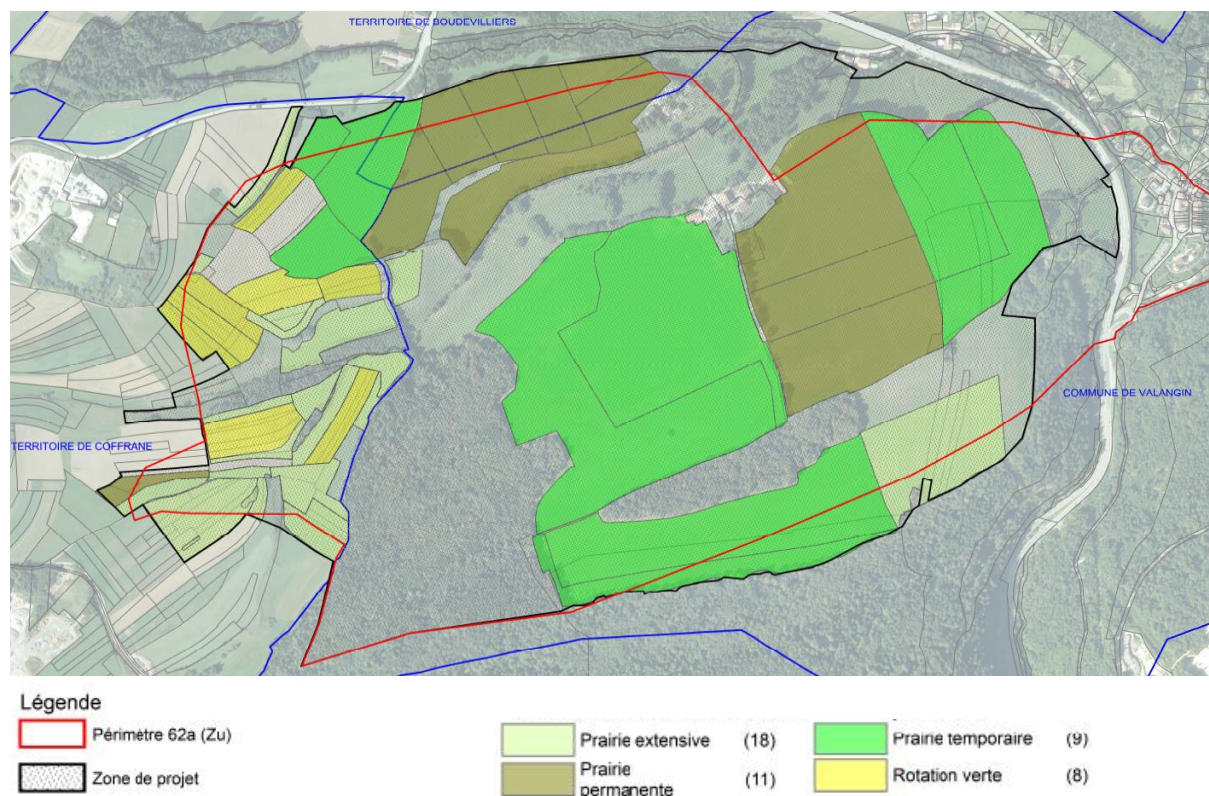 TERRITOIRE DE BOUDEVILLIERS
COMMUNE DE VALANGIN
TERRITOIRE DE COFFRANE
Légende
Périmètre 62a (Zu)
Zone de projet
Prairie extensive (18)
Prairie
permanente (11)
Prairie temporaire (9)
Rotation verte (8)